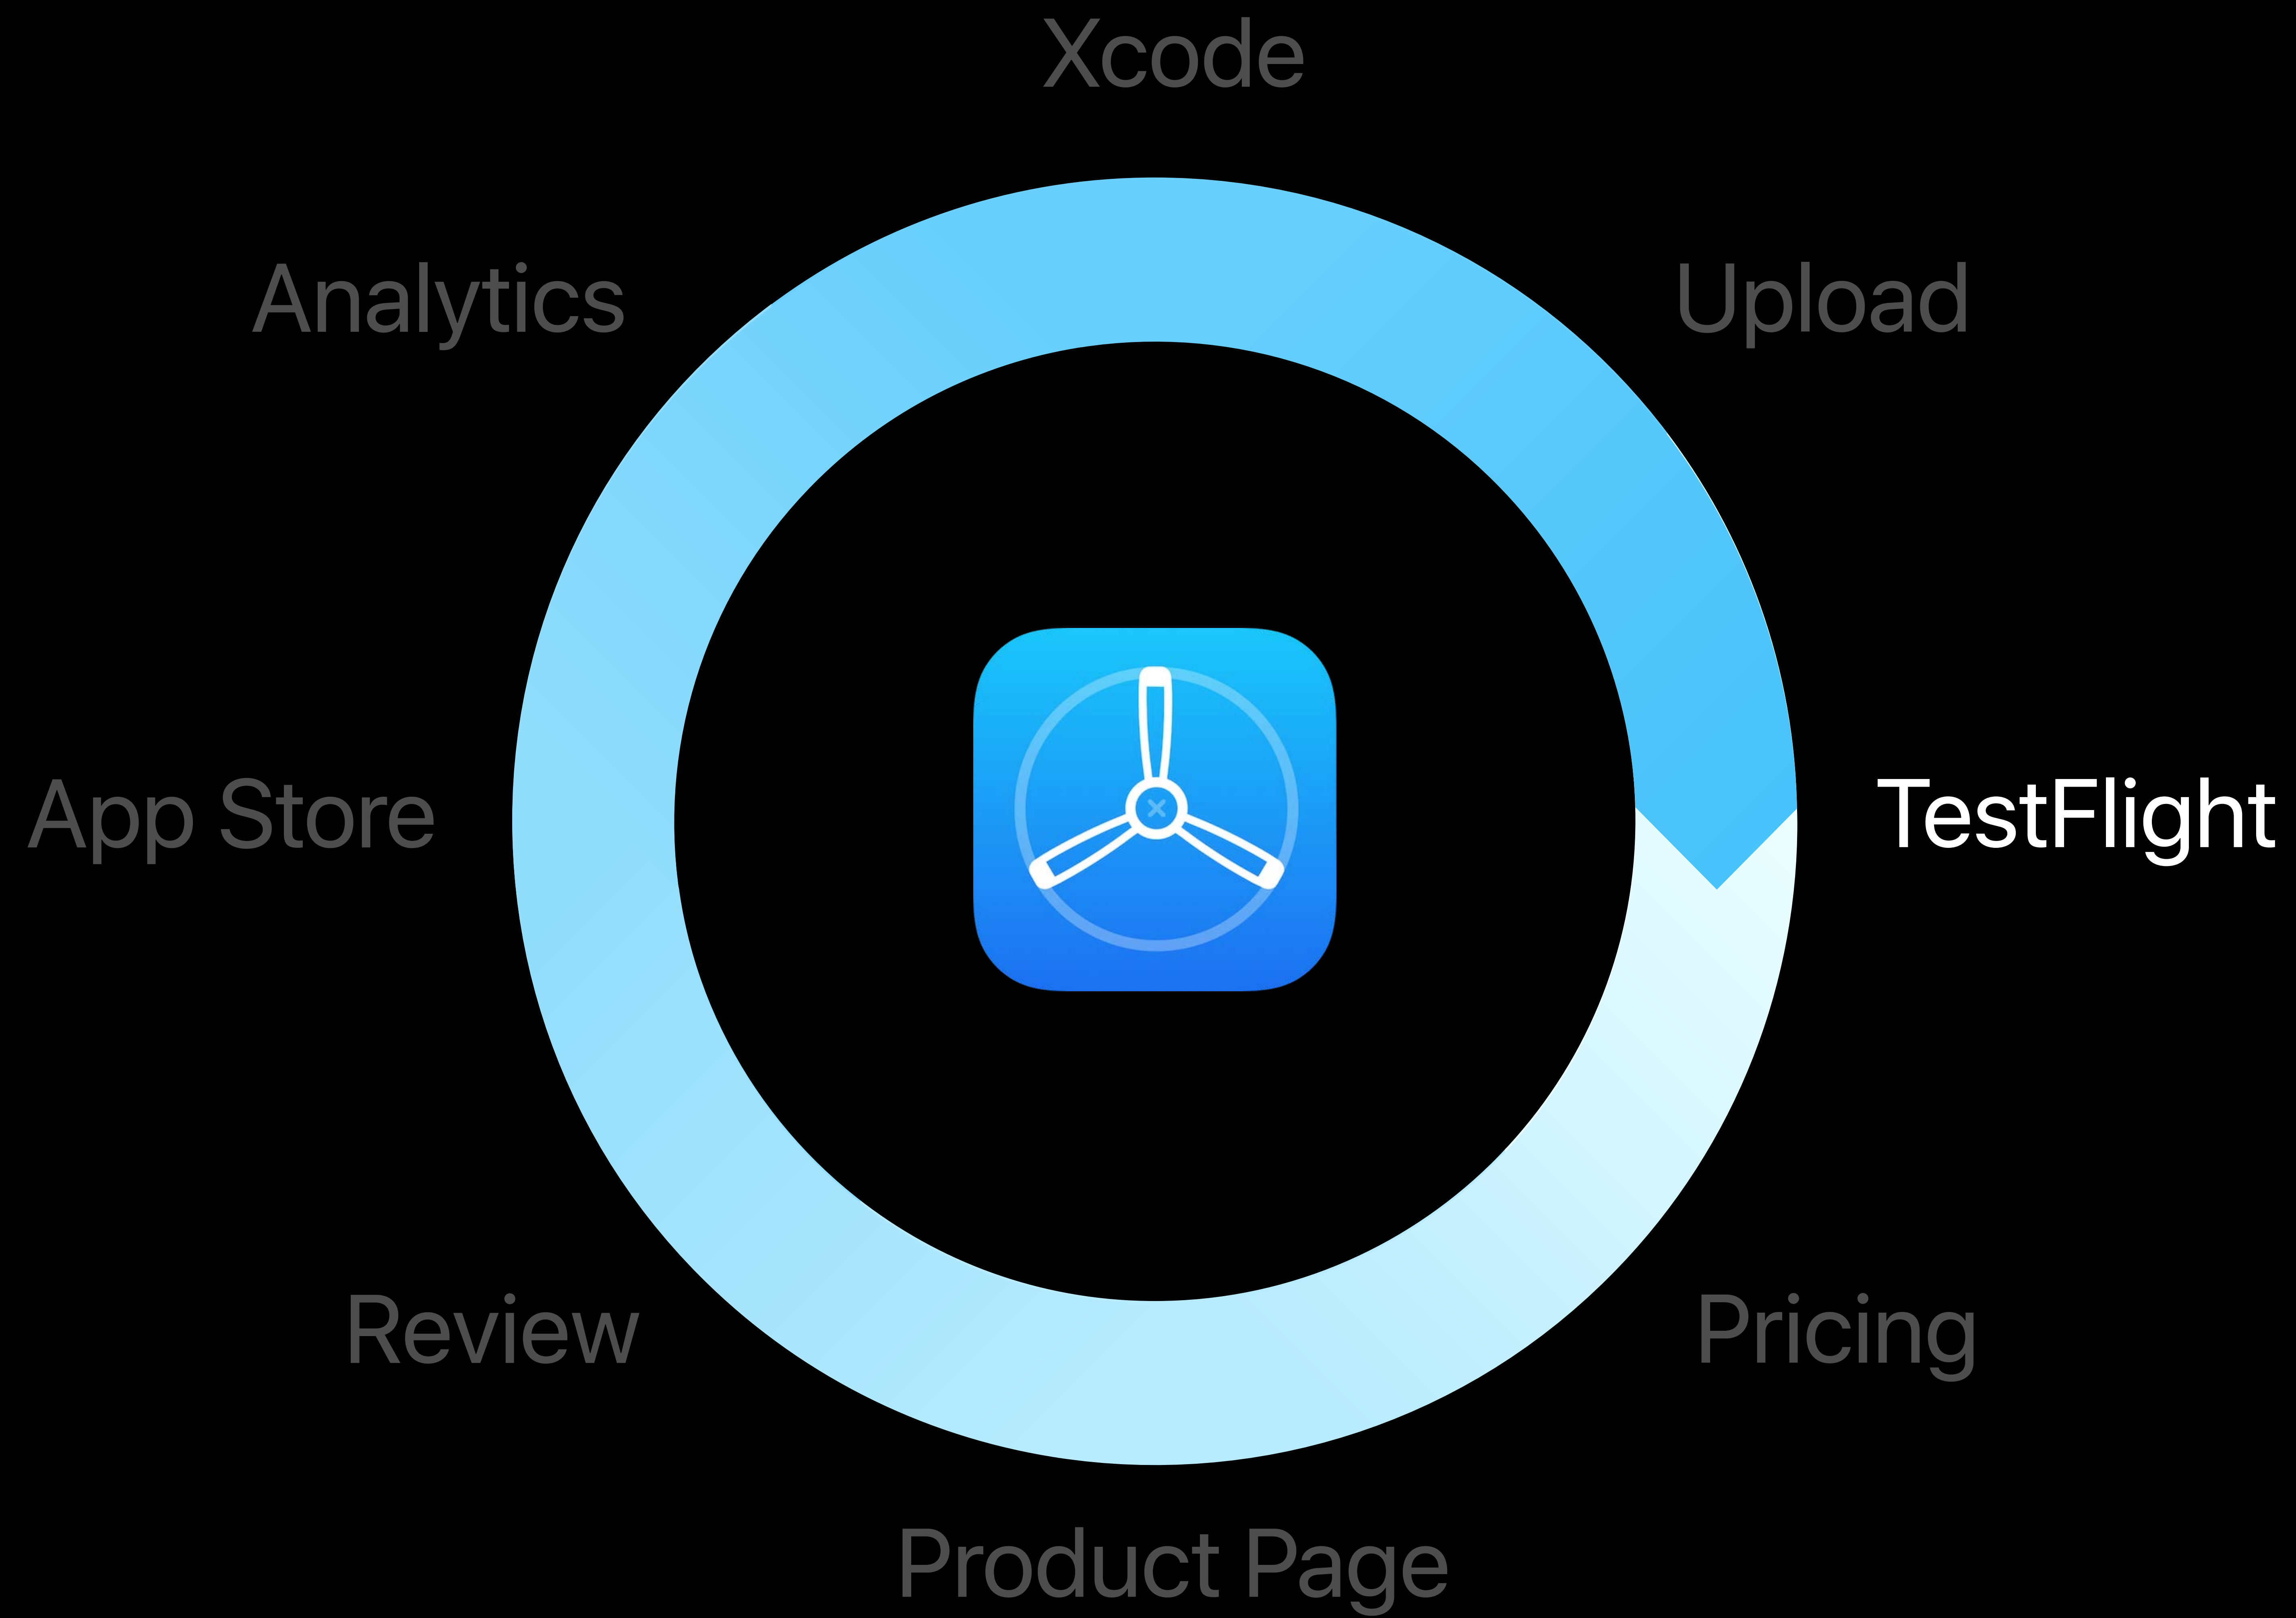 Xcode
Analytics
Upload
App Store
TestFlight
Review
Pricing
Product Page